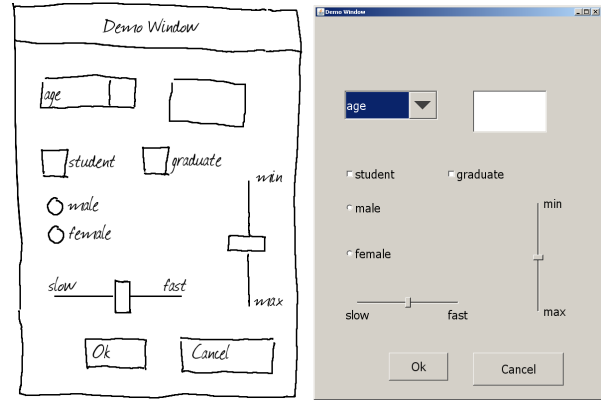 Demo Window
age
student graduate
min
male
female
slow fast
max
Ok Cancel
Demo Window
age
student graduate
male
min
female
slow fast
max
Ok Cancel